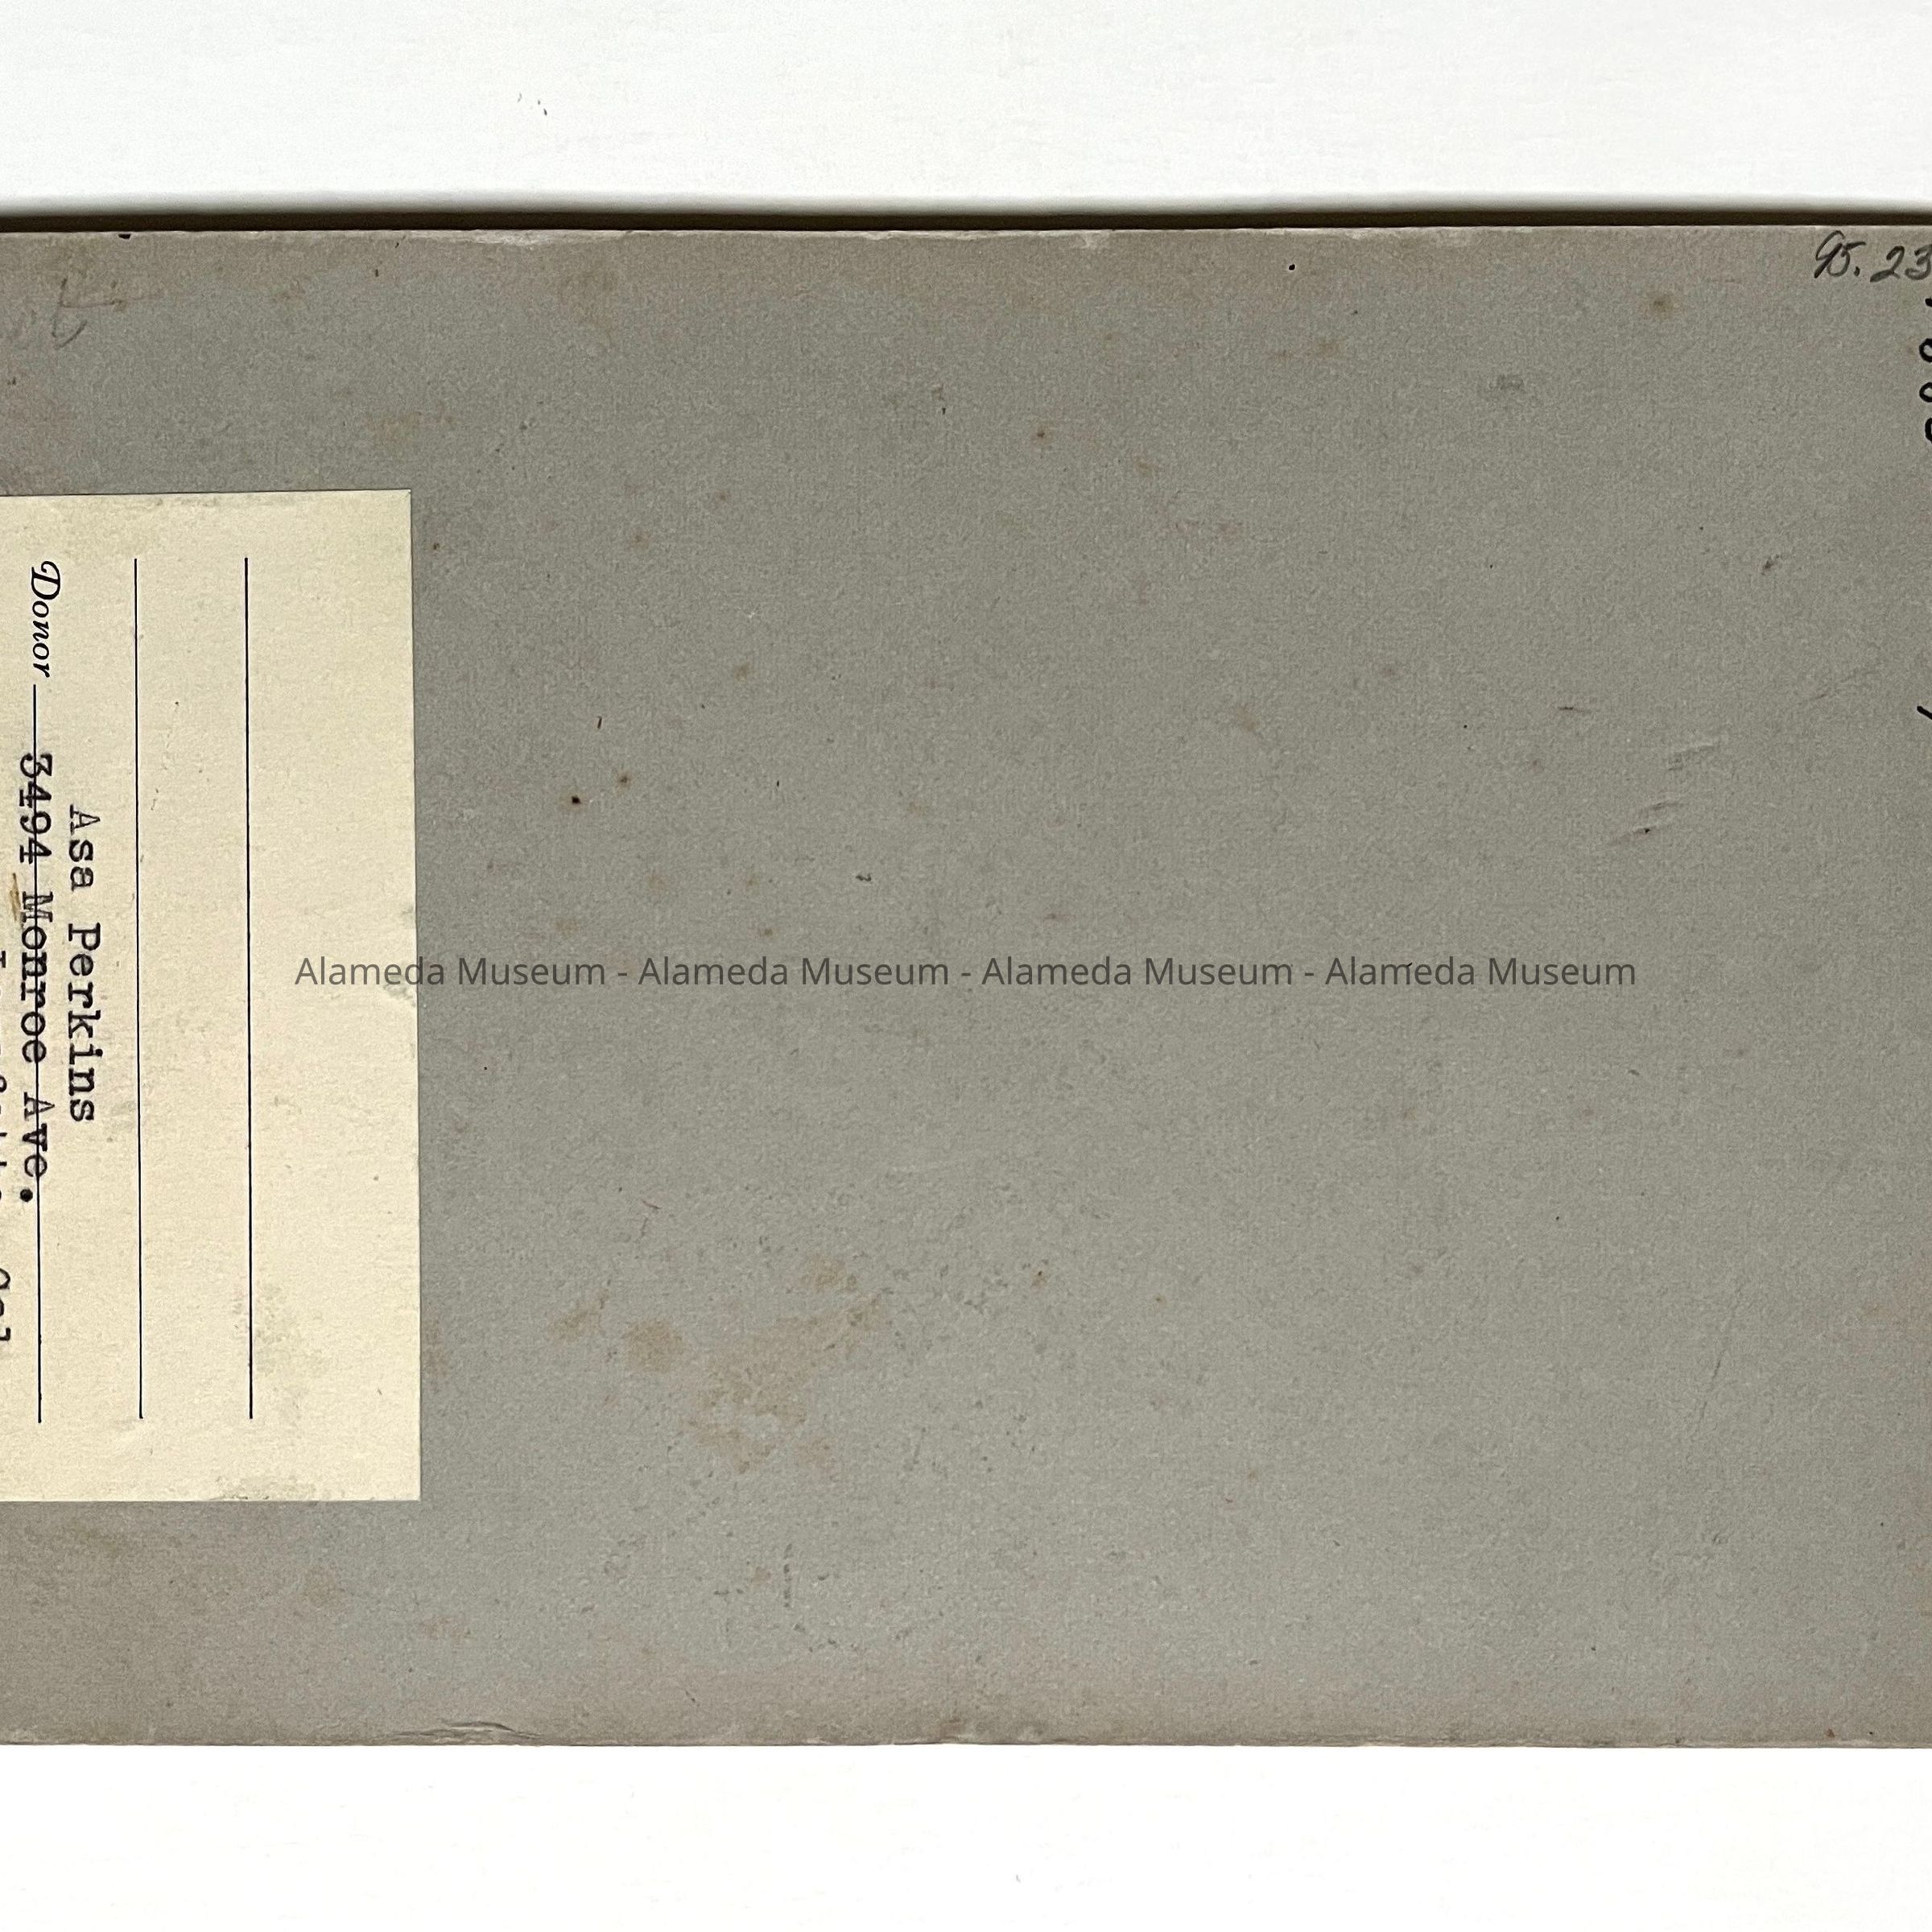 95. 23
Asa Perkins
Donor 3494 Monroe Ave.
Alameda Museum - Alameda Museum - Alameda Museum - Alameda Museum